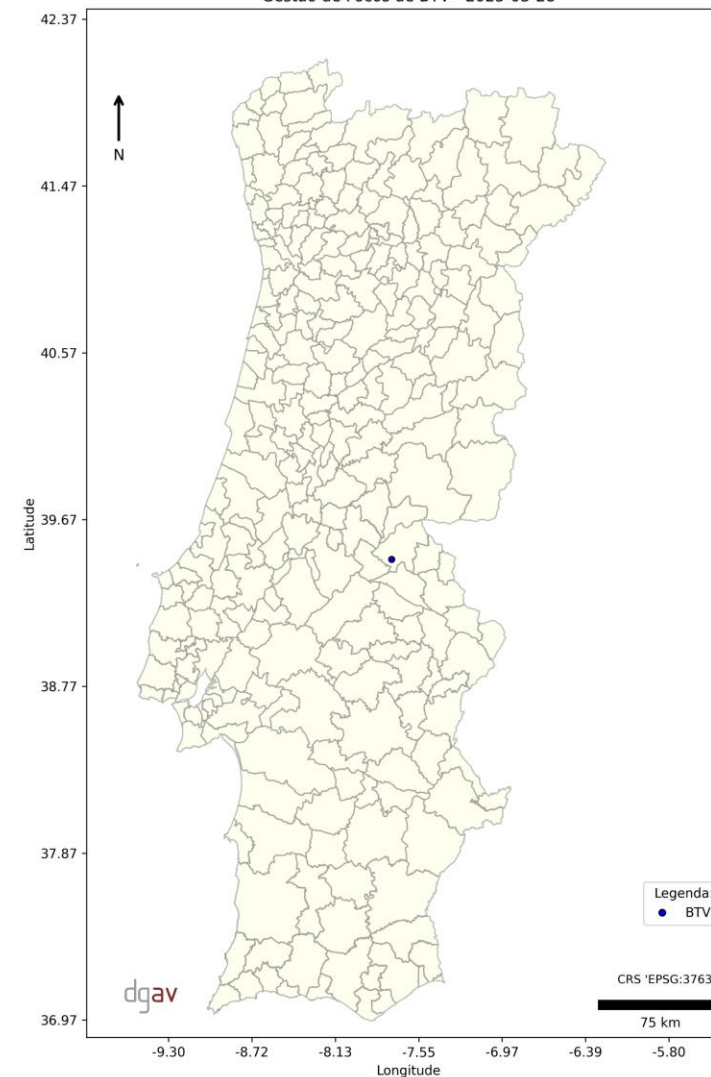 42.37
N
41.47
40.57
39.67
Latitude
38.77
37.87
Legenda:
BTV
dgav
CRS 'EPSG:3763
75 km
36.97
-9.30 -8.72 -8.13 -7.55 -6.97 -6.39 -5.80
Longitude